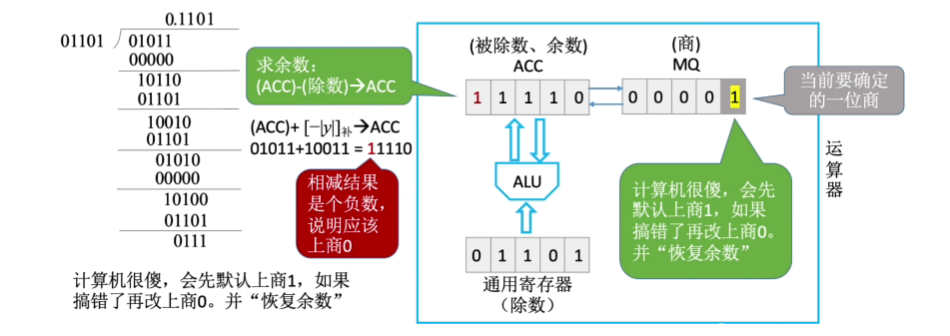 0.1101
01101
01011
00000
10110
01101
10010
01101
01010
00000
10100
01101
0111
计算机很傻，会先默认上商1，如果
搞错了再改上商0。并“恢复余数”
求余数：
(ACC)-(除数)→ACC
(ACC)+ [−|y|]补→ACC
01011+10011 = 11110
相减结果
是个负数，
说明应该
上商0
(被除数、余数)
ACC
1 1 1 1 0
(商)
MQ
0 0 0 0 1
ALU
0 1 1 0 1
通用寄存器
（除数）
当前要确定
的一位商
计算机很傻，会先
默认上商1，如果
搞错了再改上商0。
并“恢复余数”
运
算
器